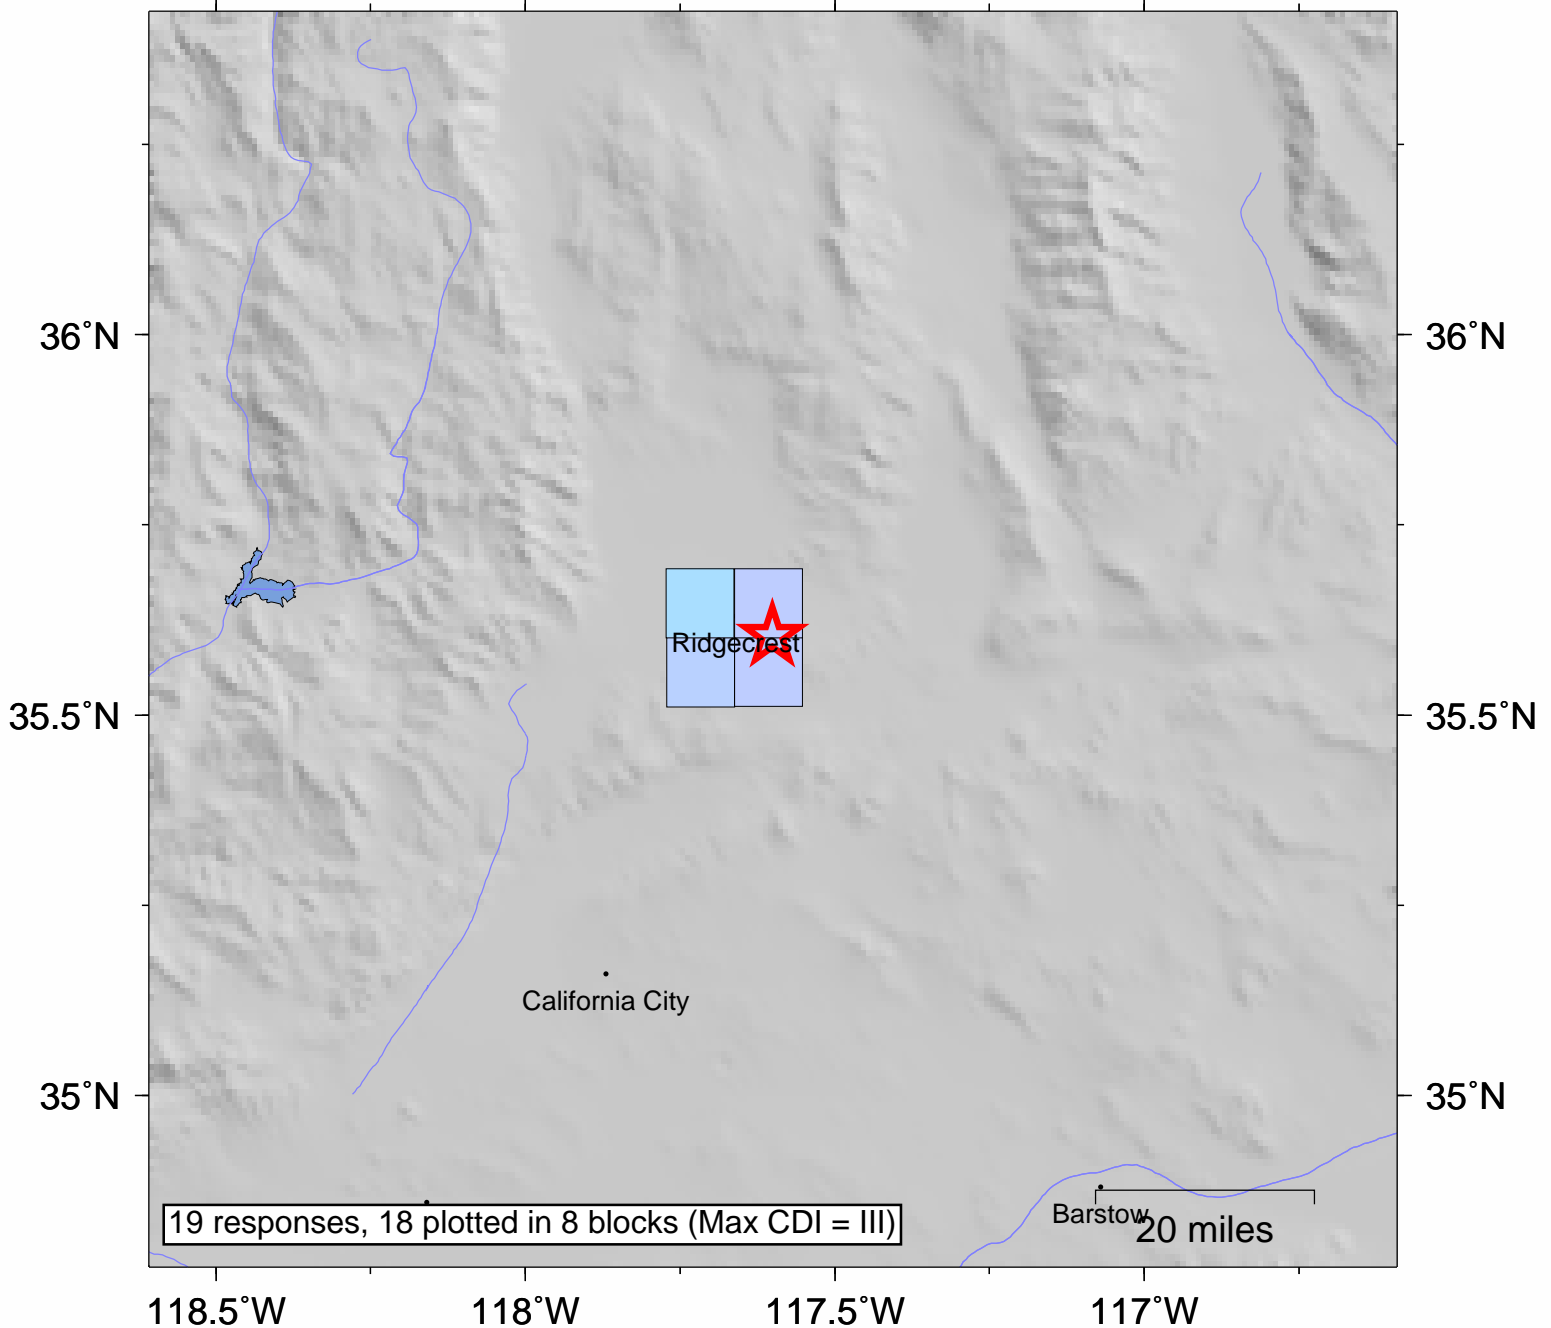 36˚N
36˚N
Ridgecrest
35.5˚N
35.5˚N
California City
35˚N
35˚N
Barstow
19 responses, 18 plotted in 8 blocks (Max CDI = III)
20 miles
118.5˚W
118˚W
117.5˚W
117˚W